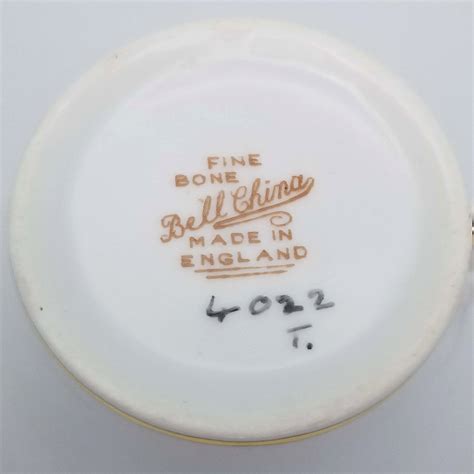 FINE
BONE
Bell China
MADE IN
ENGLAND
4022
T.